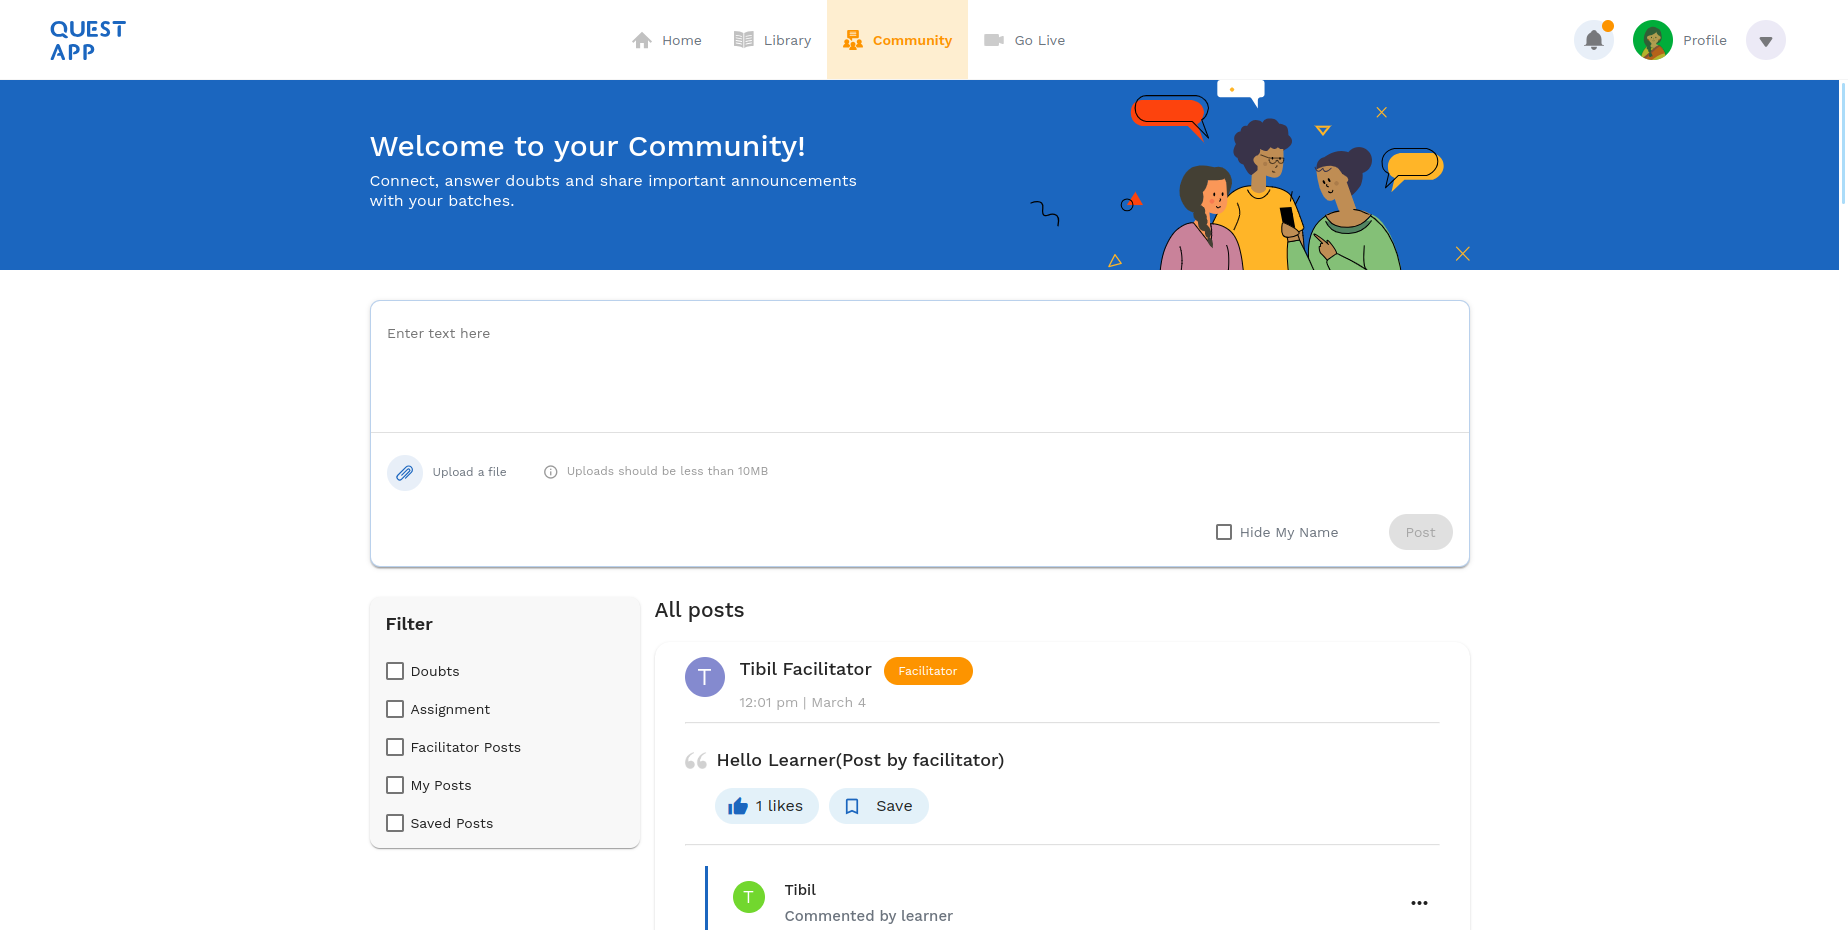 QUEST
APP
Home
Library
Community
Go Live
Profile
Welcome to your Community!
Connect, answer doubts and share important announcements
with your batches.
Enter text here
Upload a file
Uploads should be less than 10MB
Hide My Name
Post
Filter
Doubts
Assignment
Facilitator Posts
My Posts
Saved Posts
All posts
T
Tibil Facilitator
Facilitator
12:01 pm | March 4
Hello Learner(Post by facilitator)
1 likes
Save
T
Tibil
Commented by learner